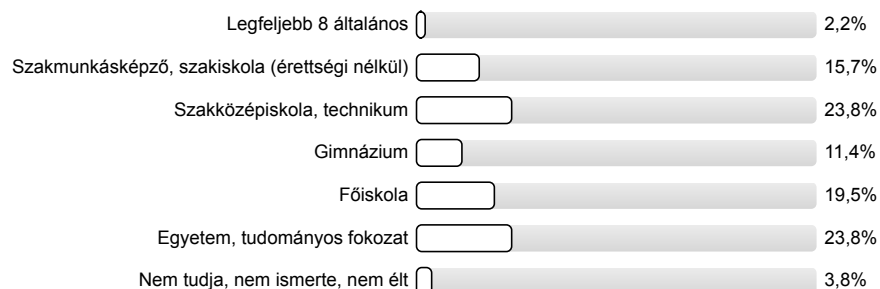 Legfeljebb 8 általános 2,2%
Szakmunkásképző, szakiskola (érettségi nélkül) 15,7%
Szakközépiskola, technikum 23,8%
Gimnázium 11,4%
Főiskola 19,5%
Egyetem, tudományos fokozat 23,8%
Nem tudja, nem ismerte, nem élt 3,8%